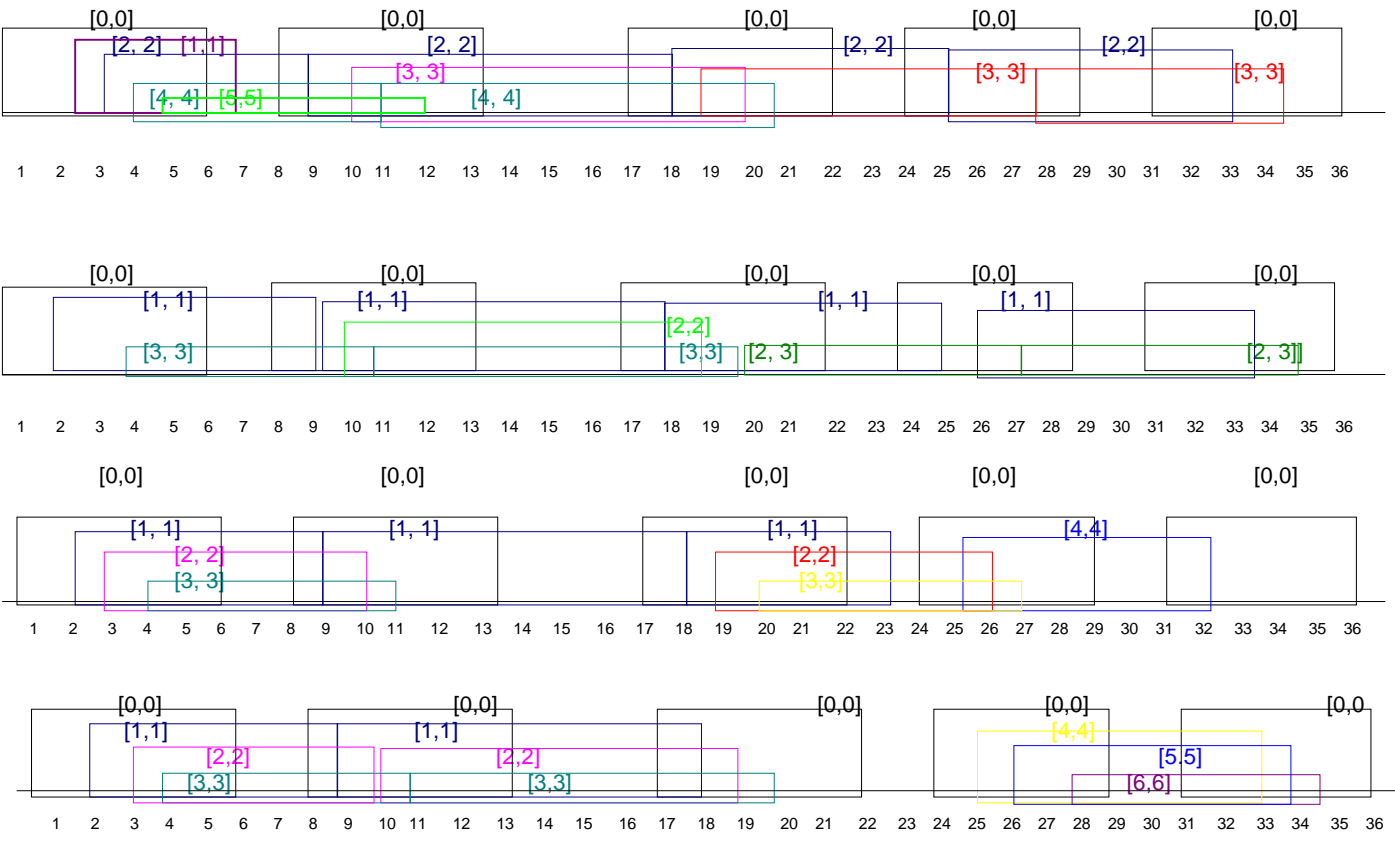 [0,0] [0,0] [0,0] [0,0] [0,0]
[2, 2] [1,1] [2, 2] [2, 2] [2,2]
[3, 3] [3, 3] [3, 3]
[4, 4] [5,5] [4, 4]
1 2 3 4 5 6 7 8 9 10 11 12 13 14 15 16 17 18 19 20 21 22 23 24 25 26 27 28 29 30 31 32 33 34 35 36
[0,0] [0,0] [0,0] [0,0] [0,0]
[1, 1] [1, 1] [1, 1] [1, 1]
[2,2]
[3, 3] [3,3] [2, 3] [2, 3]]
1 2 3 4 5 6 7 8 9 10 11 12 13 14 15 16 17 18 19 20 21 22 23 24 25 26 27 28 29 30 31 32 33 34 35 36
[0,0] [0,0] [0,0] [0,0] [0,0]
[1, 1] [1, 1] [1, 1] [4,4]
[2, 2] [2,2]
[3, 3] [3,3]
1 2 3 4 5 6 7 8 9 10 11 12 13 14 15 16 17 18 19 20 21 22 23 24 25 26 27 28 29 30 31 32 33 34 35 36
[0,0] [0,0] [0,0] [0,0] [0,0
[1,1] [1,1] [4,4]
[2,2] [2,2] [5.5]
[3,3] [3,3] [6,6]
1 2 3 4 5 6 7 8 9 10 11 12 13 14 15 16 17 18 19 20 21 22 23 24 25 26 27 28 29 30 31 32 33 34 35 36